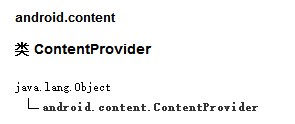 android.content
类 ContentProvider
java.lang.Object
android.content.ContentProvider